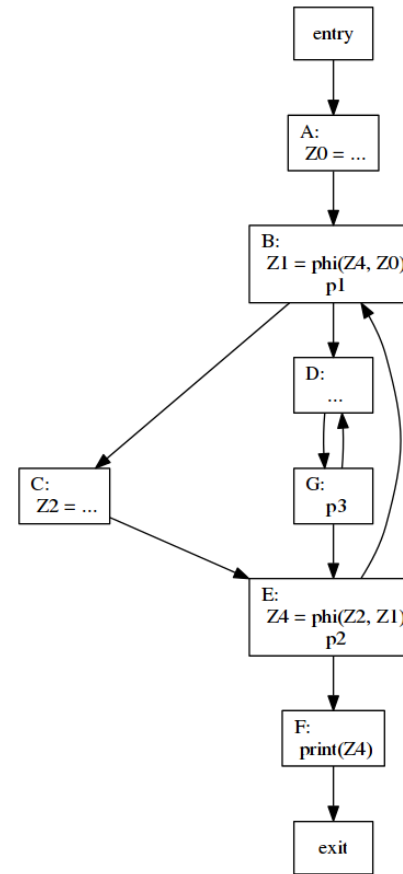 entry
A:
Z0 = ...
B:
Z1 = phi(Z4, Z0)
p1
D:
...
C:
Z2 = ...
G:
p3
E:
Z4 = phi(Z2, Z1)
p2
F:
print(Z4)
exit